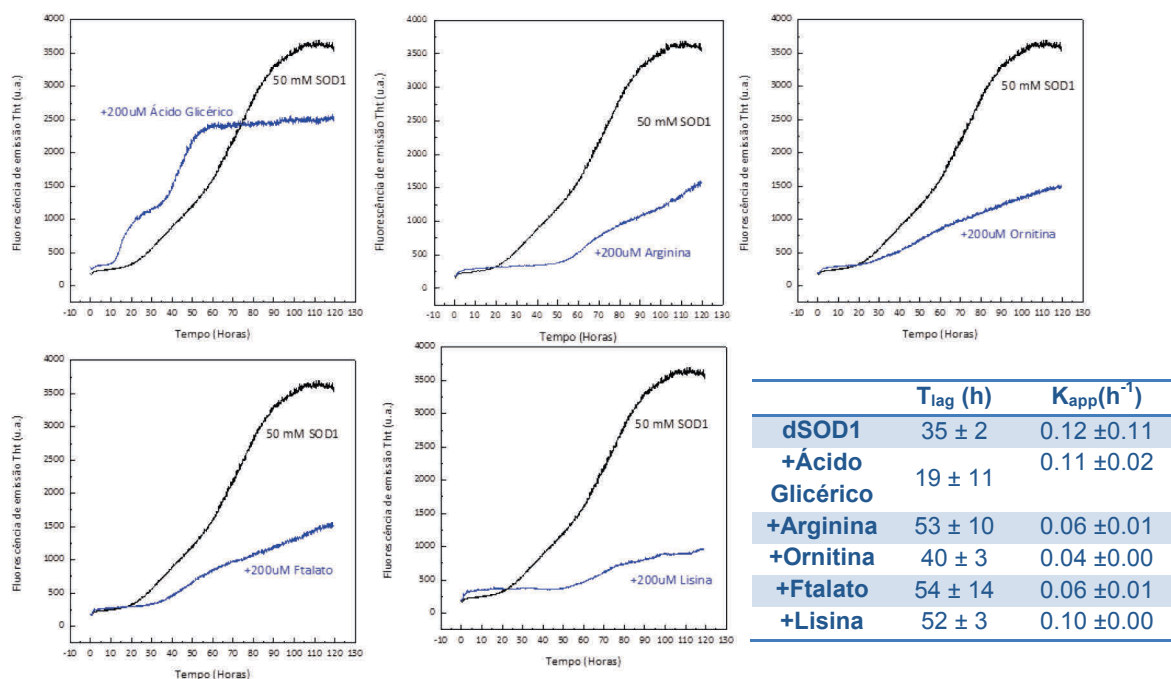 4000
3500
3000
2500
2000
1500
1000
500
0
Fluorescência de emissão Tht (u.a.)
50 mM SOD1
+200uM Ácido Glicérico
-10 0 10 20 30 40 50 60 70 80 90 100 110 120 130
Tempo (Horas)
4000
3500
3000
2500
2000
1500
1000
500
0
Fluorescência de emissão Tht (u.a.)
50 mM SOD1
+200uM Arginina
-10 0 10 20 30 40 50 60 70 80 90 100 110 120 130
Tempo (Horas)
4000
3500
3000
2500
2000
1500
1000
500
0
Fluorescência de emissão Tht (u.a.)
50 mM SOD1
+200uM Ornitina
-10 0 10 20 30 40 50 60 70 80 90 100 110 120 130
Tempo (Horas)
4000
3500
3000
2500
2000
1500
1000
500
0
Fluorescência de emissão Tht (u.a.)
50 mM SOD1
+200uM Ftalato
-10 0 10 20 30 40 50 60 70 80 90 100 110 120 130
Tempo (Horas)
4000
3500
3000
2500
2000
1500
1000
500
0
Fluorescência de emissão Tht (u.a.)
50 mM SOD1
+200uM Lisina
-10 0 10 20 30 40 50 60 70 80 90 100 110 120 130
Tempo (Horas)
Tlag (h) Kapp(h-1)
dSOD1 35 ± 2 0.12 ±0.11
+Ácido
Glicérico 19 ± 11 0.11 ±0.02
+Arginina 53 ± 10 0.06 ±0.01
+Ornitina 40 ± 3 0.04 ±0.00
+Ftalato 54 ± 14 0.06 ±0.01
+Lisina 52 ± 3 0.10 ±0.00